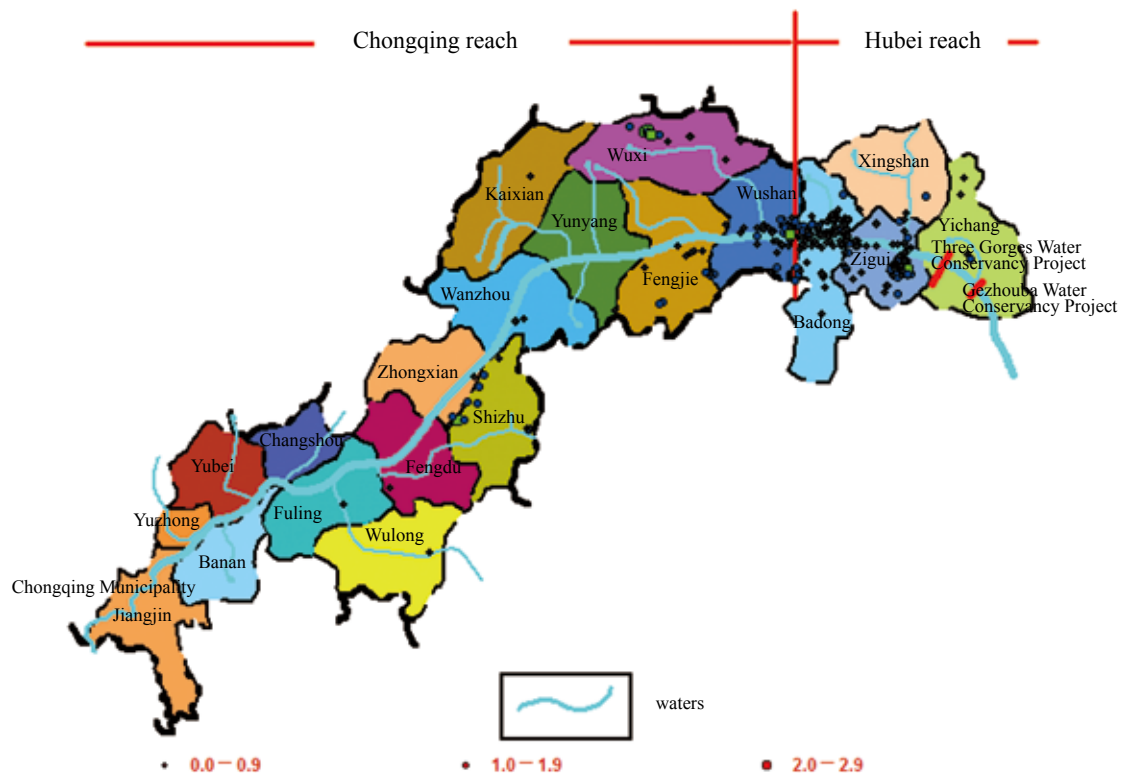 Chongqing reach
Hubei reach
Wuxi
Xingshan
Kaixian
Wushan
Yunyang
Yichang
Three Gorges Water
Conservancy Project
Zigui
Fengjie
Wanzhou
Gezhouba Water
Conservancy Project
Badong
Zhongxian
Shizhu
Changshou
Yubei
Fengdu
Fuling
Yuzhong
Wulong
Banan
Chongqing Municipality
Jiangjin
waters
0.0－0.9
1.0－1.9
2.0－2.9